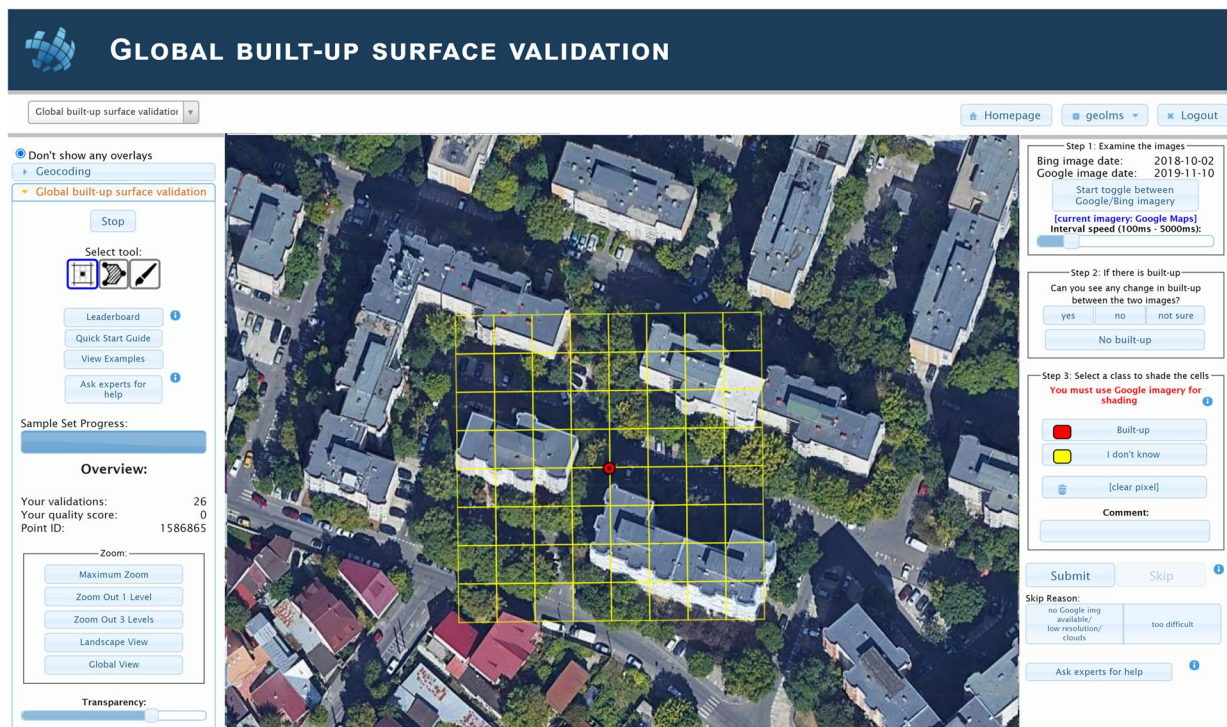 GLOBAL BUILT-UP SURFACE VALIDATION
Global built-up surface validation
Homepage
geolms
Logout
Don't show any overlays
Geocoding
Global built-up surface validation
Stop
Select tool:
Leaderboard
Quick Start Guide
View Examples
Ask experts for
help
Sample Set Progress:
Overview:
Your validations: 26
Your quality score: 0
Point ID: 1586865
Zoom:
Maximum Zoom
Zoom Out 1 Level
Zoom Out 3 Levels
Landscape View
Global View
Transparency:
Step 1: Examine the images
Bing image date: 2018-10-02
Google image date: 2019-11-10
Start toggle between
Google/Bing imagery
[current imagery: Google Maps]
Interval speed (100ms - 5000ms):
Step 2: If there is built-up
Can you see any change in built-up
between the two images?
yes no not sure
No built-up
Step 3: Select a class to shade the cells
You must use Google imagery for
shading
Built-up
I don't know
[clear pixel]
Comment:
Submit Skip
Skip Reason:
no Google img
available/
low resolution/
clouds
too difficult
Ask experts for help